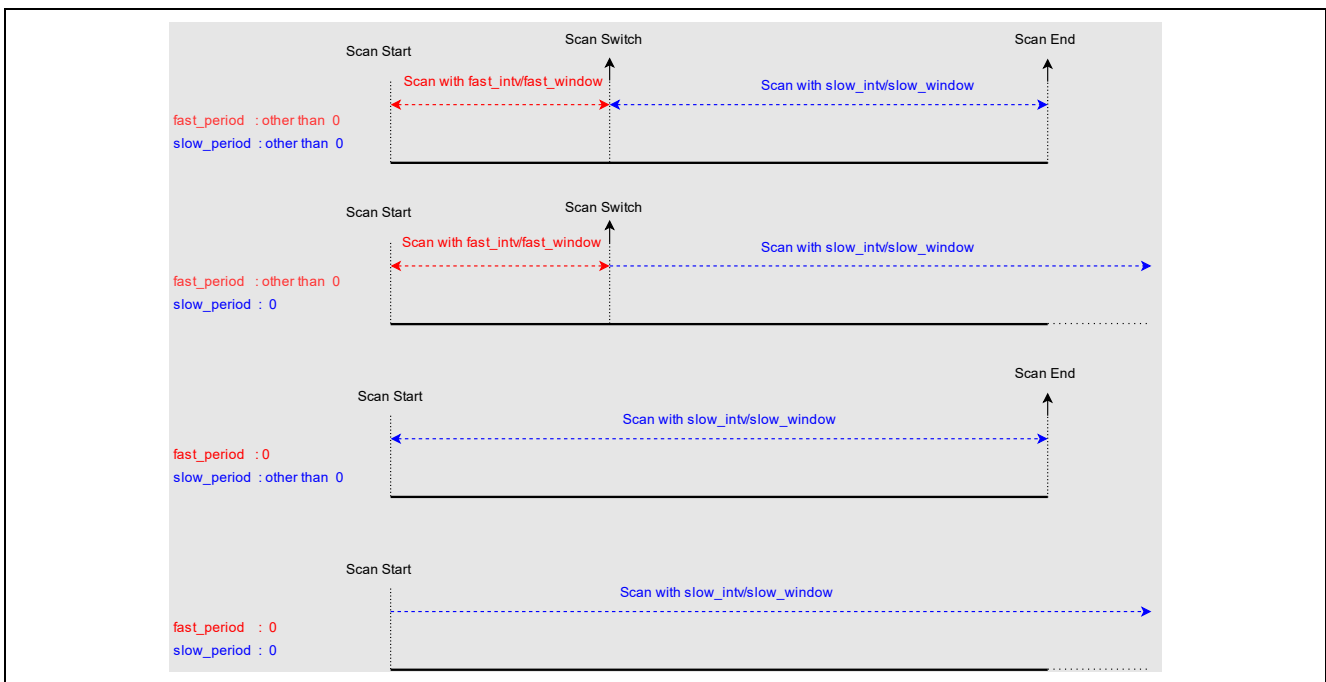 Scan Start
Scan Switch
Scan End
Scan with fast_intv/fast_window
Scan with slow_intv/slow_window
fast_period : other than 0
slow_period : other than 0
Scan Start
Scan Switch
Scan with fast_intv/fast_window
Scan with slow_intv/slow_window
fast_period : other than 0
slow_period : 0
Scan Start
Scan End
Scan with slow_intv/slow_window
fast_period : 0
slow_period : other than 0
Scan Start
Scan with slow_intv/slow_window
fast_period : 0
slow_period : 0